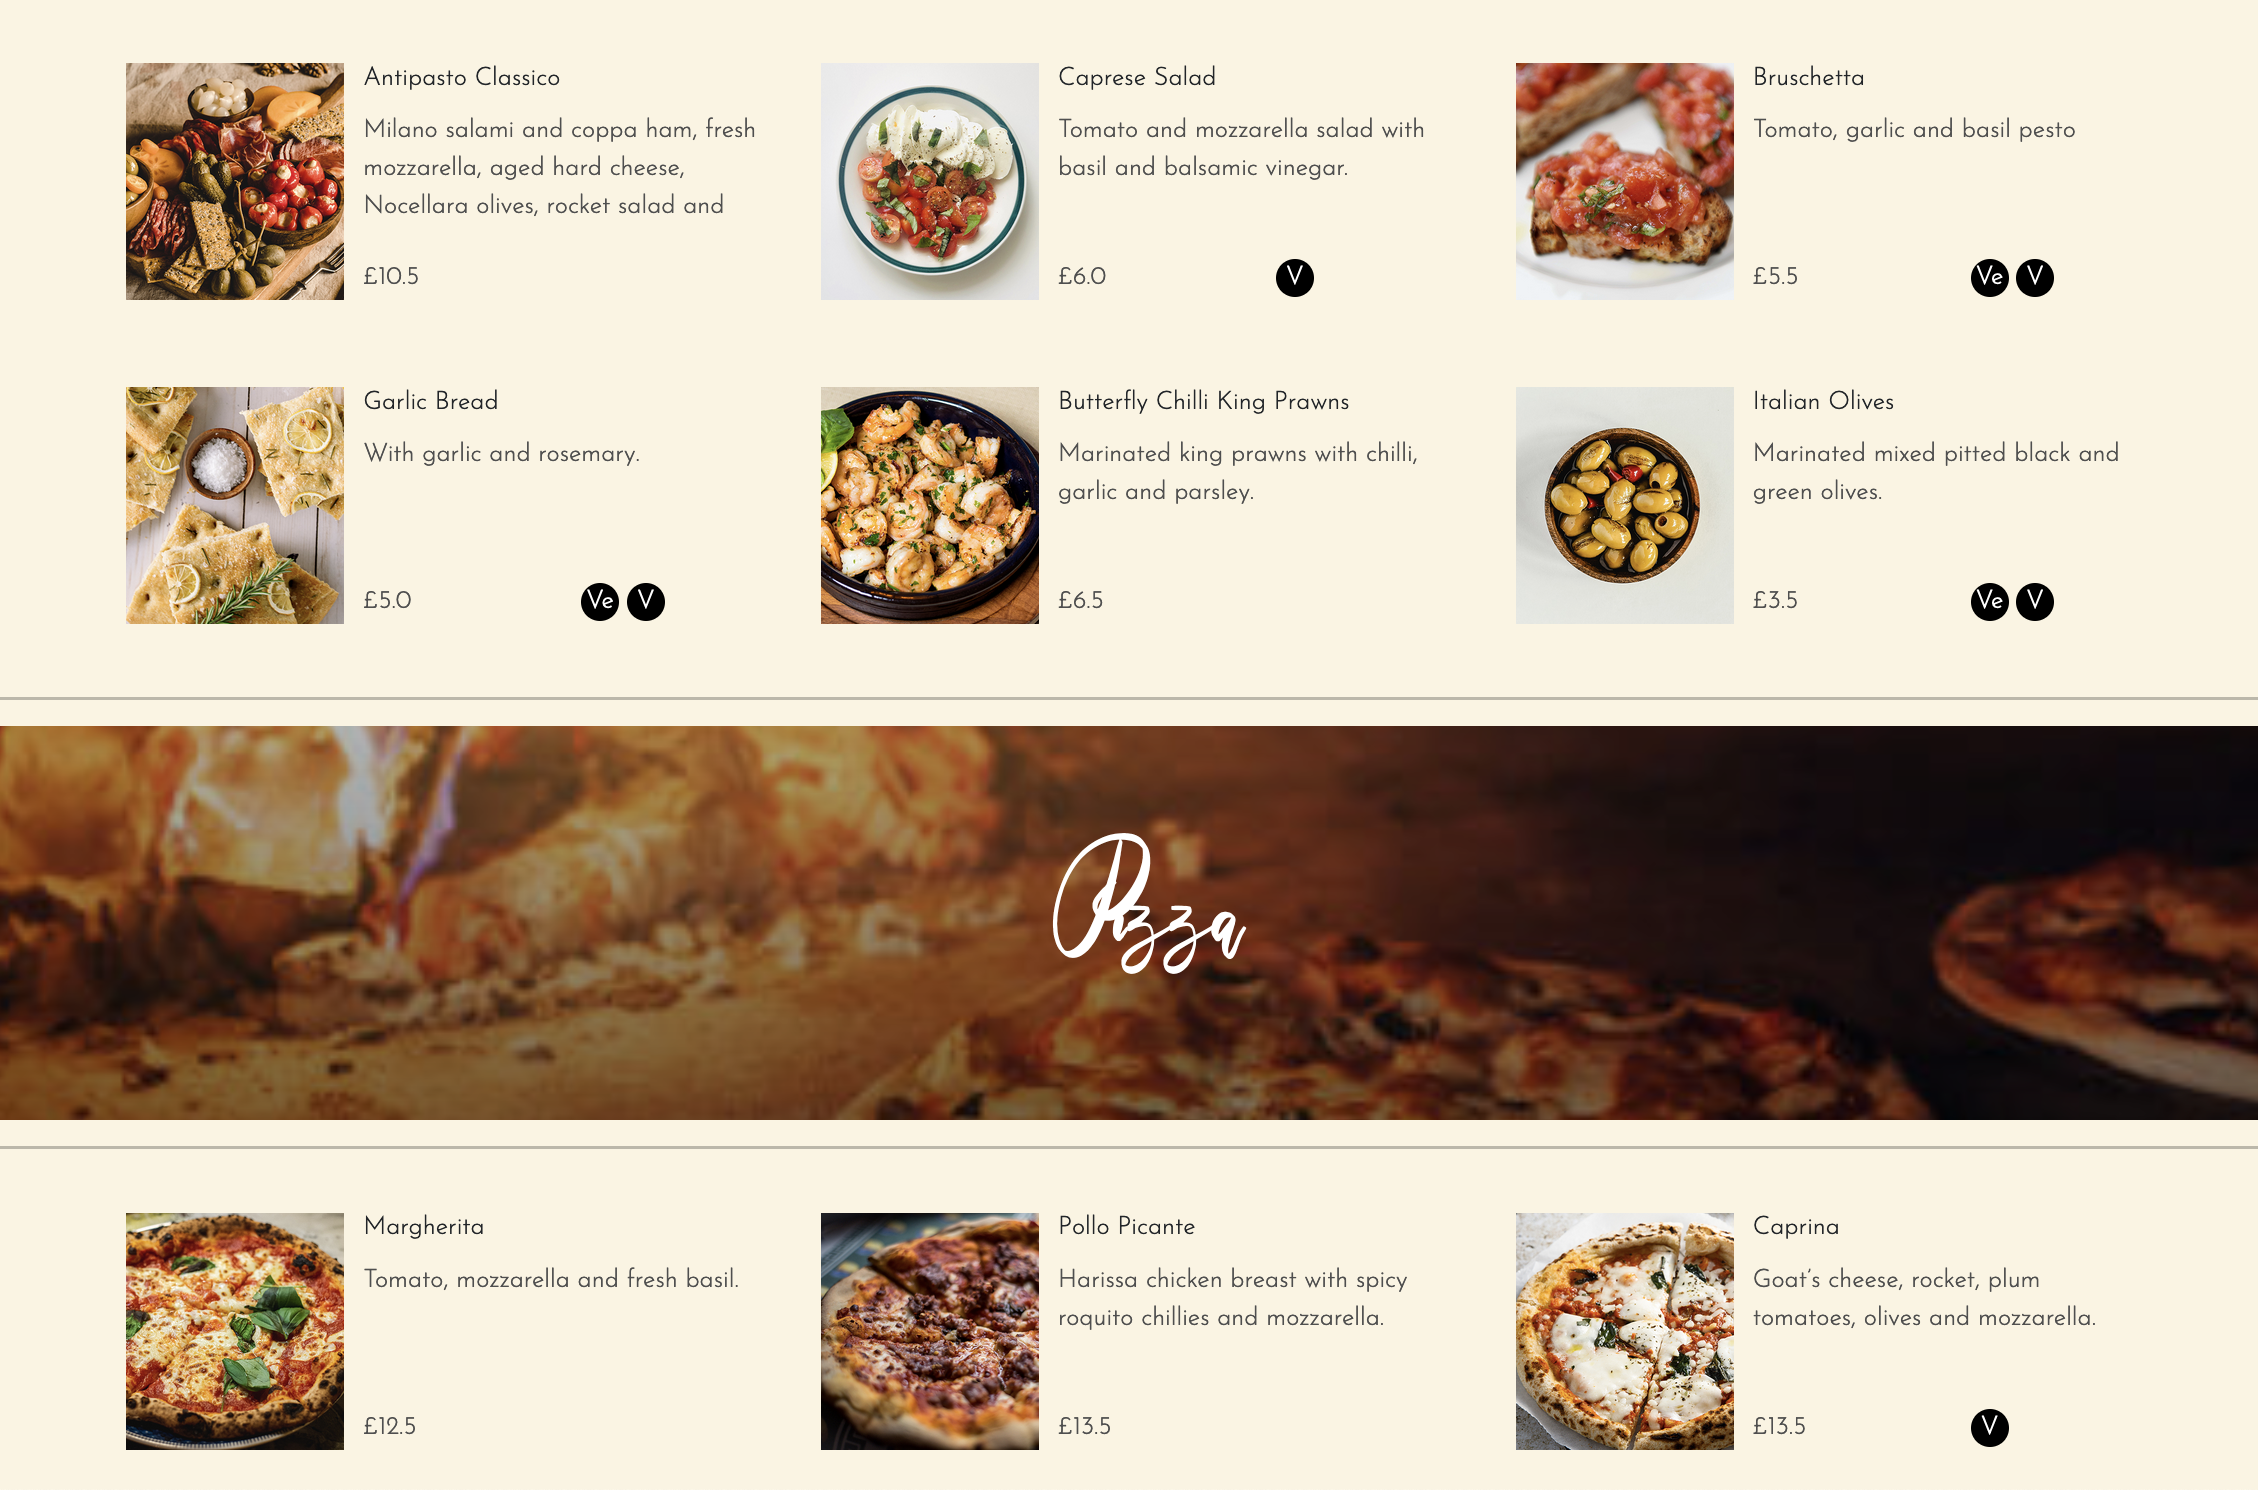 Antipasto Classico
Milano salami and coppa ham, fresh
mozzarella, aged hard cheese,
Nocellara olives, rocket salad and
£10.5
Caprese Salad
Tomato and mozzarella salad with
basil and balsamic vinegar.
£6.0 V
Bruschetta
Tomato, garlic and basil pesto
£5.5 Ve V
Garlic Bread
With garlic and rosemary.
£5.0 Ve V
Butterfly Chilli King Prawns
Marinated king prawns with chilli,
garlic and parsley.
£6.5
Italian Olives
Marinated mixed pitted black and
green olives.
£3.5 Ve V
Pizza
Margherita
Tomato, mozzarella and fresh basil.
£12.5
Pollo Picante
Harissa chicken breast with spicy
roquito chillies and mozzarella.
£13.5
Caprina
Goat's cheese, rocket, plum
tomatoes, olives and mozzarella.
£13.5 V